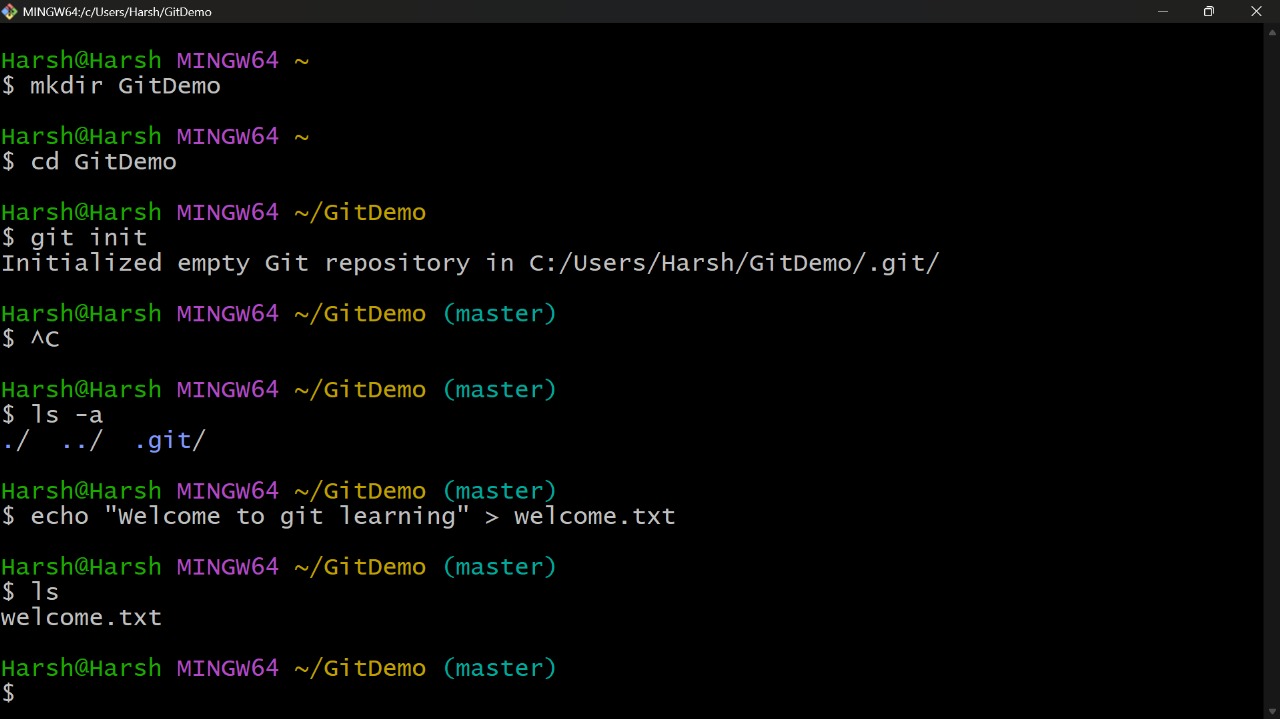 MINGW64:/c/Users/Harsh/GitDemo
Harsh@Harsh MINGW64 ~
$ mkdir GitDemo
Harsh@Harsh MINGW64 ~
$ cd GitDemo
Harsh@Harsh MINGW64 ~/GitDemo
$ git init
Initialized empty Git repository in C:/Users/Harsh/GitDemo/.git/
Harsh@Harsh MINGW64 ~/GitDemo (master)
$ ^C
Harsh@Harsh MINGW64 ~/GitDemo (master)
$ ls -a
./  ../  .git/
Harsh@Harsh MINGW64 ~/GitDemo (master)
$ echo "Welcome to git learning" > welcome.txt
Harsh@Harsh MINGW64 ~/GitDemo (master)
$ ls
welcome.txt
Harsh@Harsh MINGW64 ~/GitDemo (master)
$